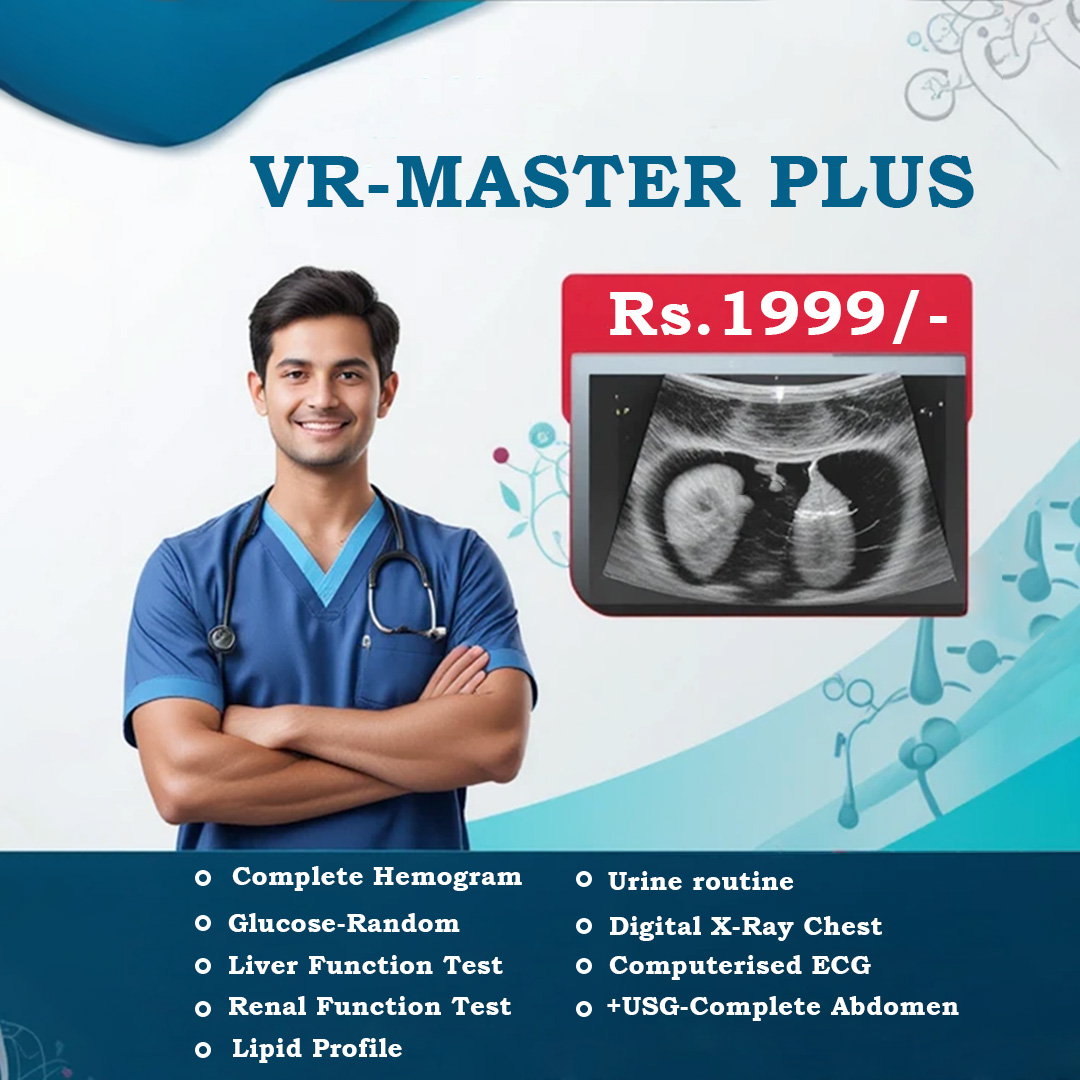 VR-MASTER PLUS
Rs.1999/-
Complete Hemogram
Glucose-Random
Liver Function Test
Renal Function Test
Lipid Profile
Urine routine
Digital X-Ray Chest
Computerised ECG
+USG-Complete Abdomen